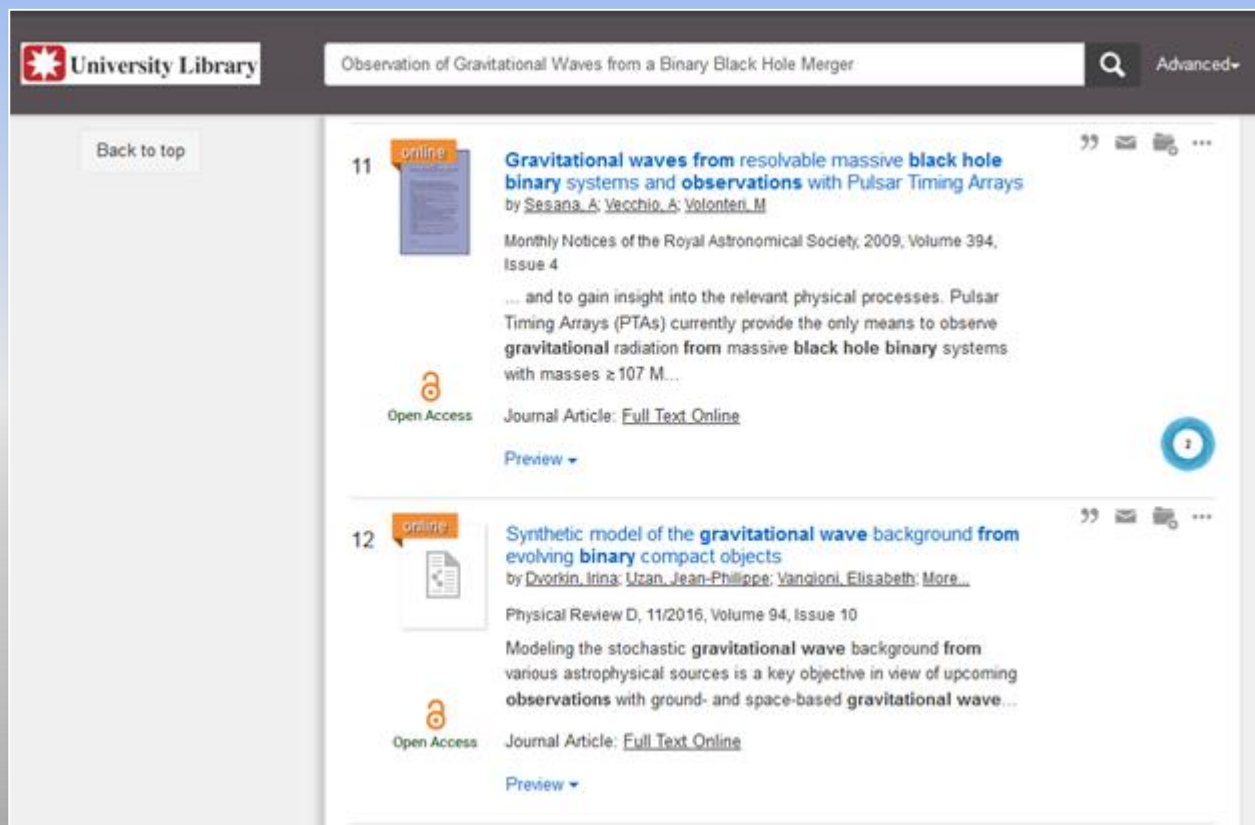 University Library
Observation of Gravitational Waves from a Binary Black Hole Merger
Advanced
Back to top
11
online
Gravitational waves from resolvable massive black hole
binary systems and observations with Pulsar Timing Arrays
by Sesana, A; Vecchio, A; Volonteri, M
Monthly Notices of the Royal Astronomical Society, 2009, Volume 394,
Issue 4
... and to gain insight into the relevant physical processes. Pulsar
Timing Arrays (PTAs) currently provide the only means to observe
gravitational radiation from massive black hole binary systems
with masses ≥107 M...
Open Access
Journal Article: Full Text Online
2
Preview
12
online
Synthetic model of the gravitational wave background from
evolving binary compact objects
by Dvorkin, Irina; Uzan, Jean-Philippe; Vangioni, Elisabeth; More...
Physical Review D, 11/2016, Volume 94, Issue 10
Modeling the stochastic gravitational wave background from
various astrophysical sources is a key objective in view of upcoming
observations with ground- and space-based gravitational wave...
Open Access
Journal Article: Full Text Online
Preview